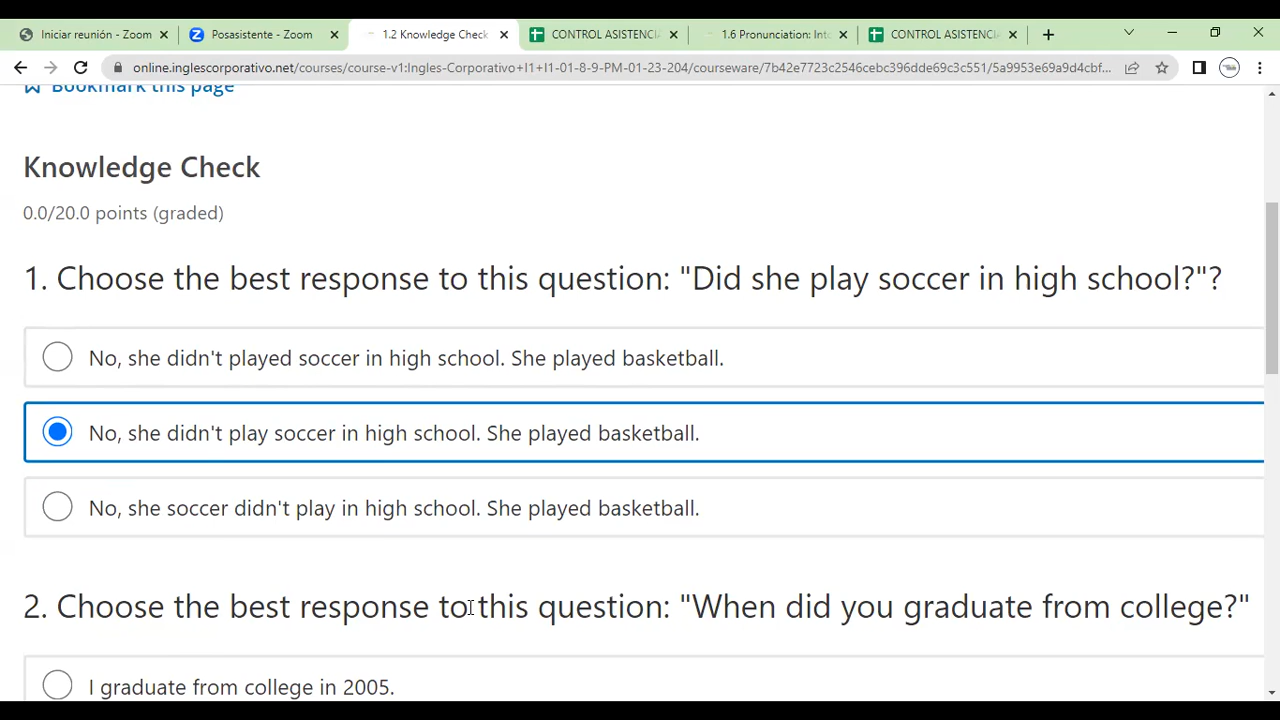 Iniciar reunión - Zoom
Posasistente - Zoom
1.2 Knowledge Check
CONTROL ASISTENCI
1.6 Pronunciation: Into
CONTROL ASISTENCI
online.inglescorporativo.net/courses/course-v1:Ingles-Corporativo+I1+I1-01-8-9-PM-01-23-204/courseware/7b42e7723c2546cebc396dde69c3c551/5a9953e69a9d4cbf...
Bookmark this page
Knowledge Check
0.0/20.0 points (graded)
1. Choose the best response to this question: "Did she play soccer in high school?"?
No, she didn't played soccer in high school. She played basketball.
No, she didn't play soccer in high school. She played basketball.
No, she soccer didn't play in high school. She played basketball.
2. Choose the best response to this question: "When did you graduate from college?"
I graduate from college in 2005.